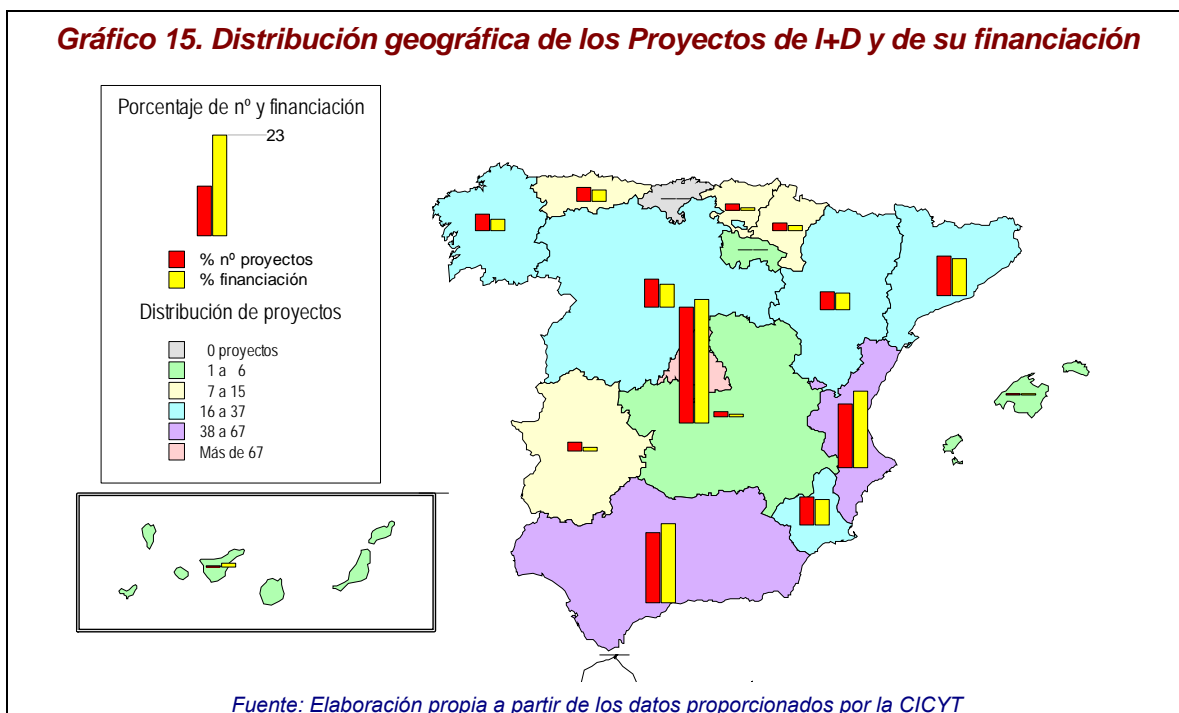 Gráfico 15. Distribución geográfica de los Proyectos de I+D y de su financiación
Porcentaje de nº y financiación
23
% nº proyectos
% financiación
Distribución de proyectos
0 proyectos
1 a 6
7 a 15
16 a 37
38 a 67
Más de 67
Fuente: Elaboración propia a partir de los datos proporcionados por la CICYT